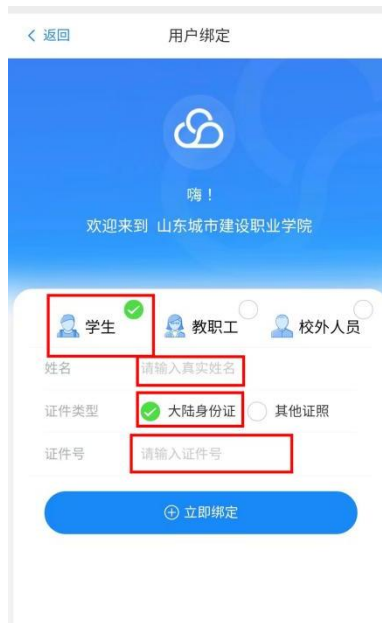 返回 用户绑定
嗨！
欢迎来到 山东城市建设职业学院
学生 教职工 校外人员
姓名 请输入真实姓名
证件类型 大陆身份证 其他证照
证件号 请输入证件号
立即绑定